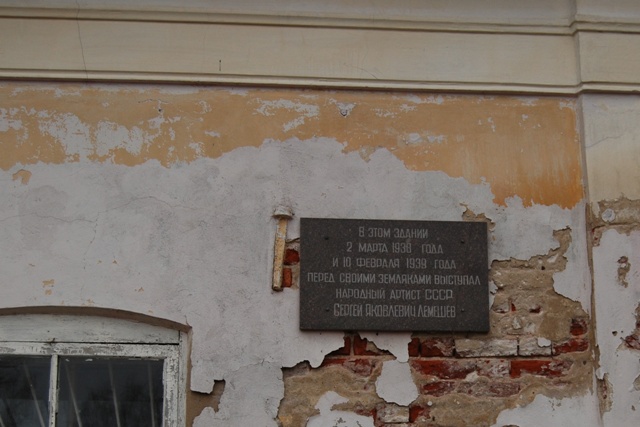 В ЭТОМ ЗДАНИИ
2 МАРТА 1938 ГОДА
И 10 ФЕВРАЛЯ 1939 ГОДА
ПЕРЕД СВОИМИ ЗЕМЛЯКАМИ ВЫСТУПАЛ
НАРОДНЫЙ АРТИСТ СССР
СЕРГЕЙ ЯКОВЛЕВИЧ ЛЕМЕШЕВ